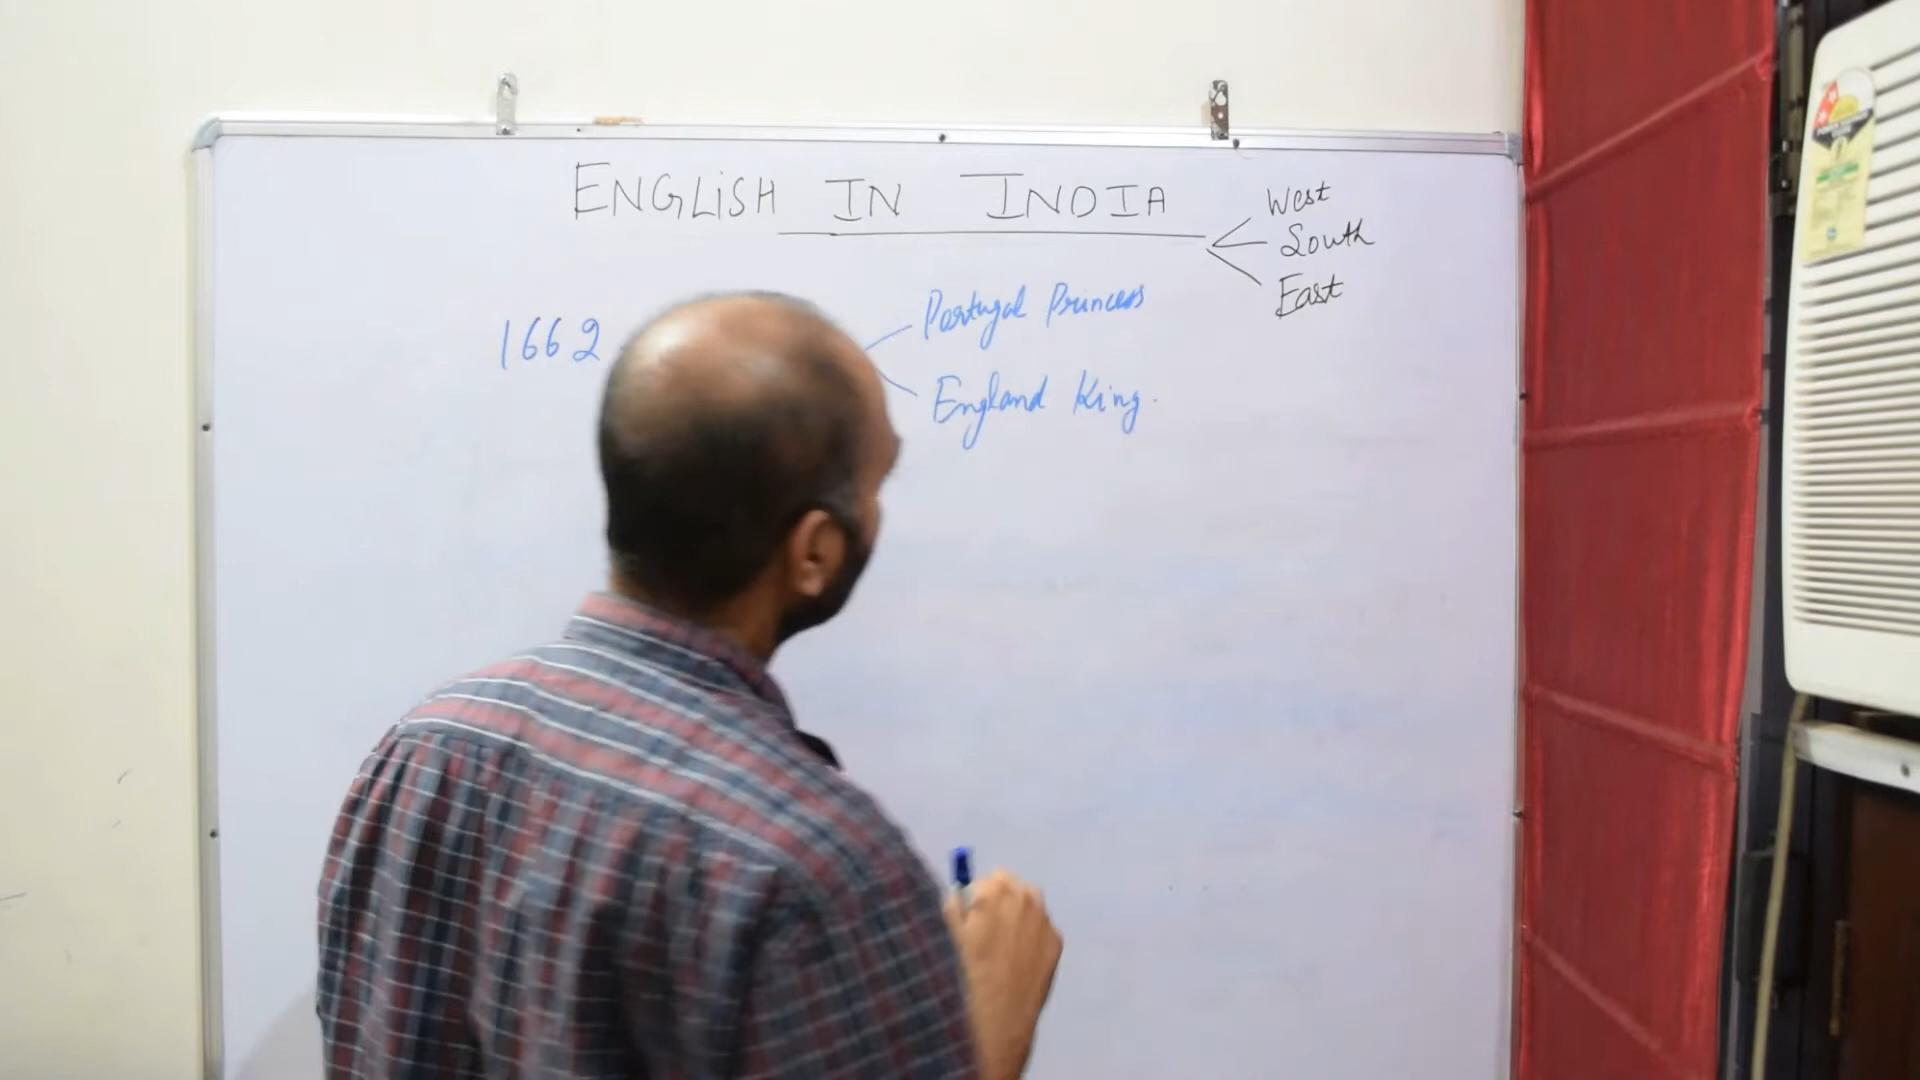 ENGLISH IN INDIA
West
South
East
1662
Portugal Princess
England King.